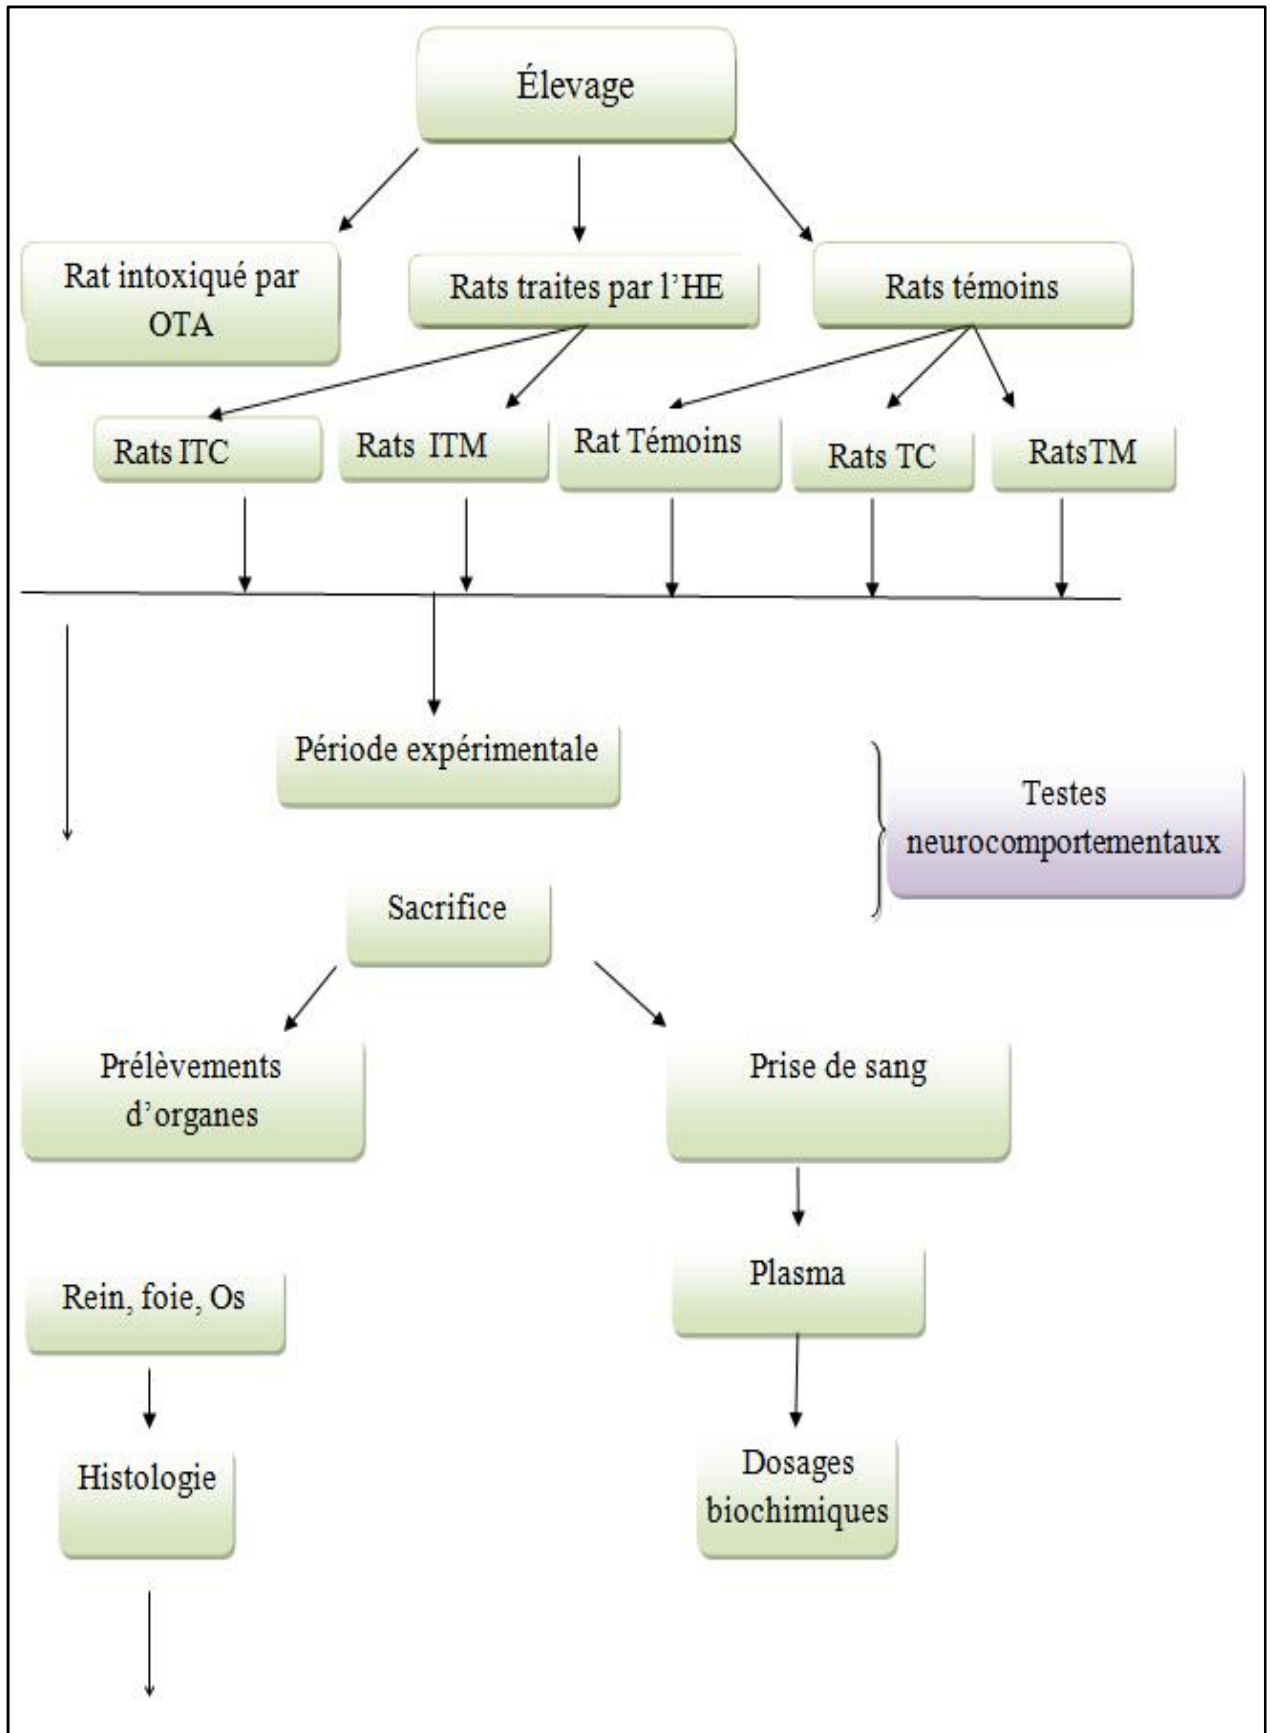 Élevage
Rat intoxiqué par
OTA
Rats traites par l'HE
Rats témoins
Rats ITC
Rats ITM
Rat Témoins
Rats TC
RatsTM
Période expérimentale
Testes
neurocomportementaux
Sacrifice
Prélèvements
d'organes
Prise de sang
Plasma
Rein, foie, Os
Histologie
Dosages
biochimiques